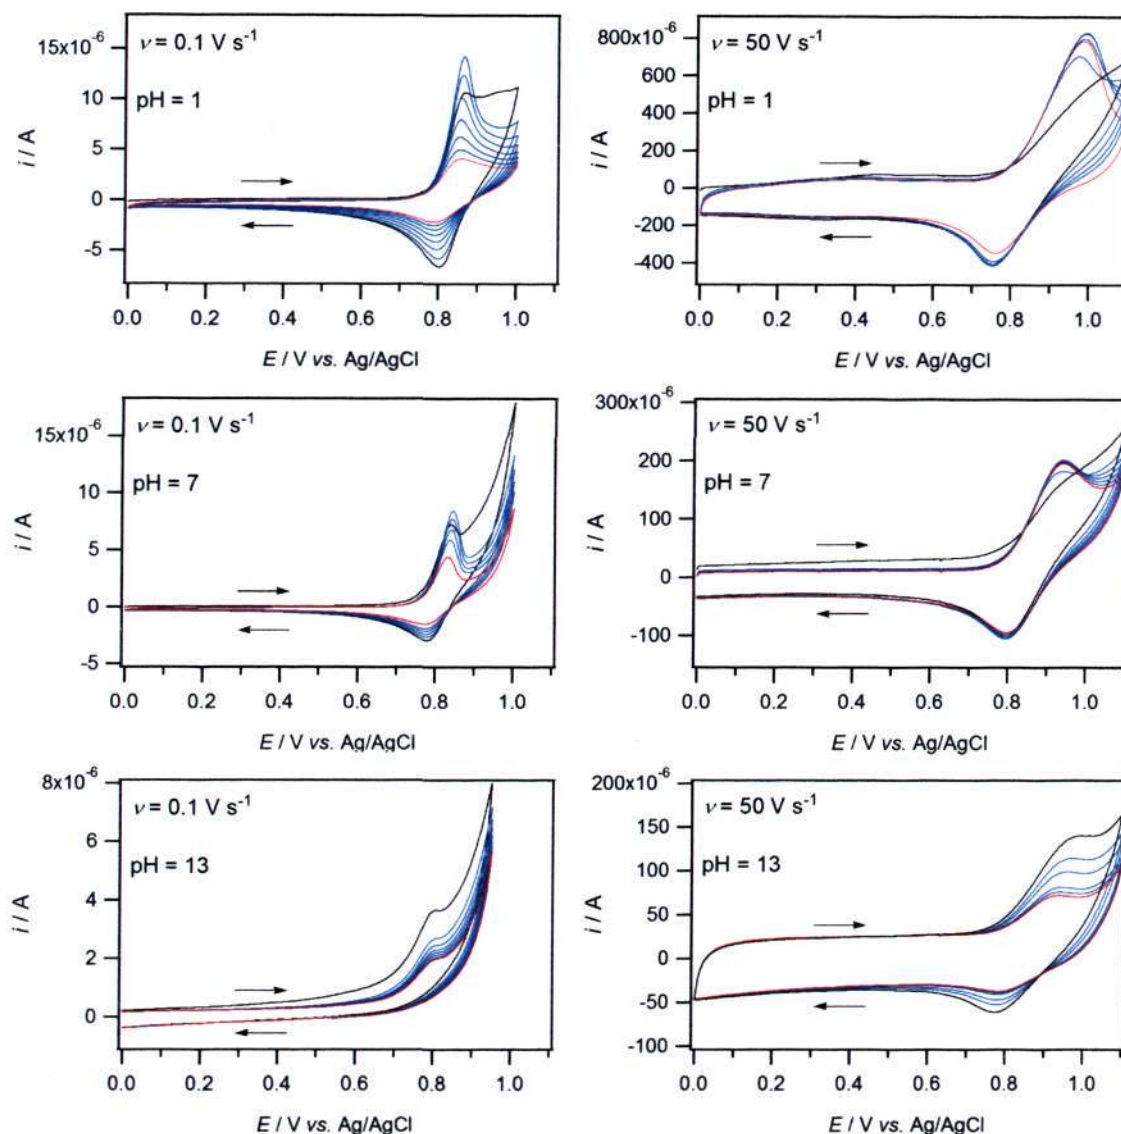 15x10⁻⁶
10
5
0
-5
i / A
ν = 0.1 V s⁻¹
pH = 1
0.0 0.2 0.4 0.6 0.8 1.0
E / V vs. Ag/AgCl
800x10⁻⁶
600
400
200
0
-200
-400
i / A
ν = 50 V s⁻¹
pH = 1
0.0 0.2 0.4 0.6 0.8 1.0
E / V vs. Ag/AgCl
15x10⁻⁶
10
5
0
-5
i / A
ν = 0.1 V s⁻¹
pH = 7
0.0 0.2 0.4 0.6 0.8 1.0
E / V vs. Ag/AgCl
300x10⁻⁶
200
100
0
-100
i / A
ν = 50 V s⁻¹
pH = 7
0.0 0.2 0.4 0.6 0.8 1.0
E / V vs. Ag/AgCl
8x10⁻⁶
6
4
2
0
i / A
ν = 0.1 V s⁻¹
pH = 13
0.0 0.2 0.4 0.6 0.8 1.0
E / V vs. Ag/AgCl
200x10⁻⁶
150
100
50
0
-50
-100
i / A
ν = 50 V s⁻¹
pH = 13
0.0 0.2 0.4 0.6 0.8 1.0
E / V vs. Ag/AgCl